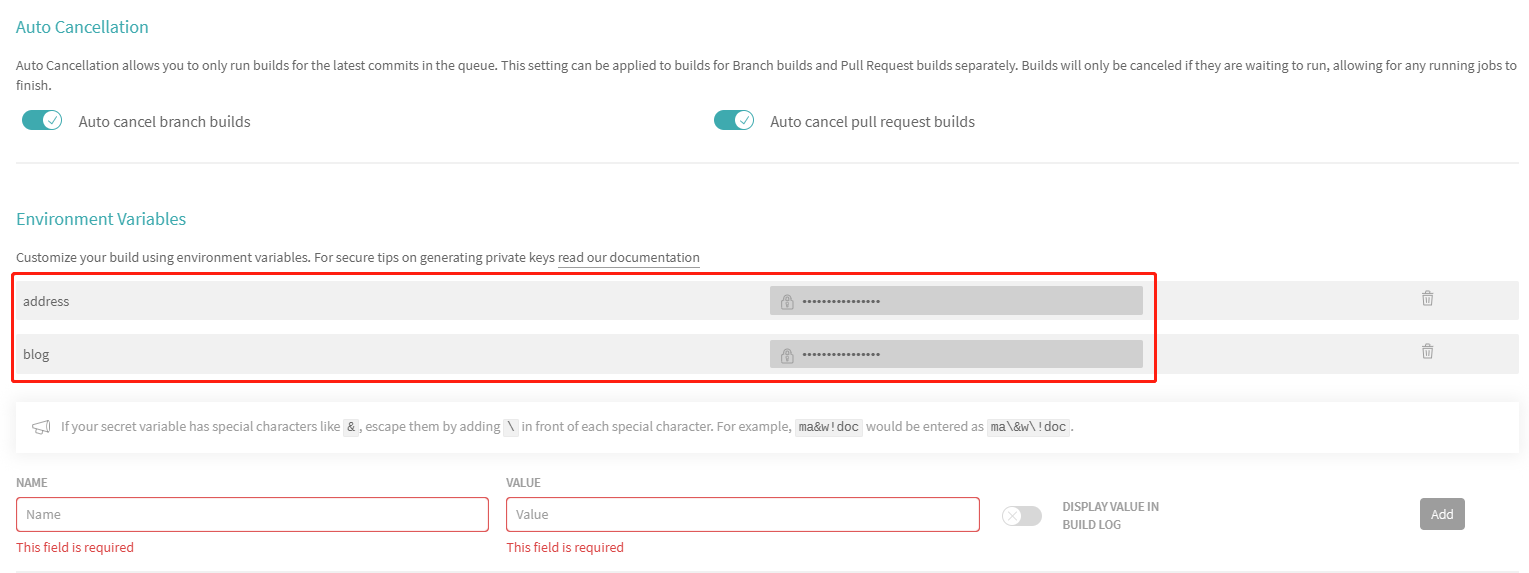 Auto Cancellation
Auto Cancellation allows you to only run builds for the latest commits in the queue. This setting can be applied to builds for Branch builds and Pull Request builds separately. Builds will only be canceled if they are waiting to run, allowing for any running jobs to
finish.
Auto cancel branch builds
Auto cancel pull request builds
Environment Variables
Customize your build using environment variables. For secure tips on generating private keys read our documentation
address ••••••••••••••••
blog ••••••••••••••••
If your secret variable has special characters like &, escape them by adding \ in front of each special character. For example, ma&w!doc would be entered as ma\&w\!doc.
NAME
VALUE
Name
Value
DISPLAY VALUE IN
BUILD LOG
Add
This field is required
This field is required